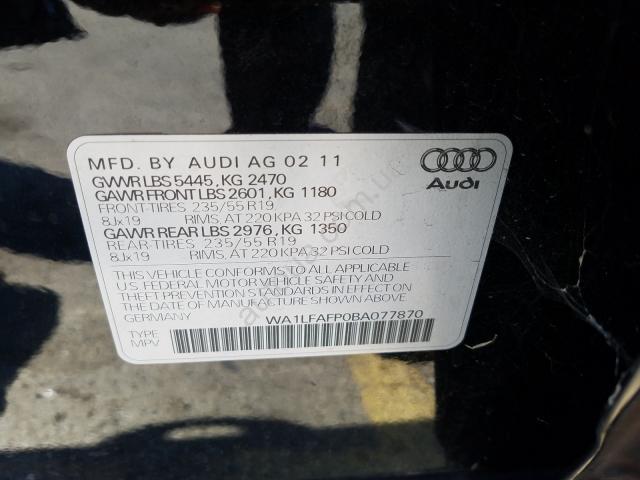 MFD. BY AUDI AG 02 11
GVWR LBS 5445, KG 2470
GAWR FRONT LBS 2601, KG 1180
FRONT-TIRES 235/55 R19
8Jx19 RIMS, AT 220 KPA 32 PSI COLD
GAWR REAR LBS 2976, KG 1350
REAR-TIRES 235/55 R19
8Jx19 RIMS, AT 220 KPA 32 PSI COLD
THIS VEHICLE CONFORMS TO ALL APPLICABLE
U.S. FEDERAL MOTOR VEHICLE SAFETY AND
THEFT PREVENTION STANDARDS IN EFFECT ON
THE DATE OF MANUFACTURE SHOWN ABOVE.
GERMANY WA1LFAFP0BA077870
TYPE
MPV
Audi